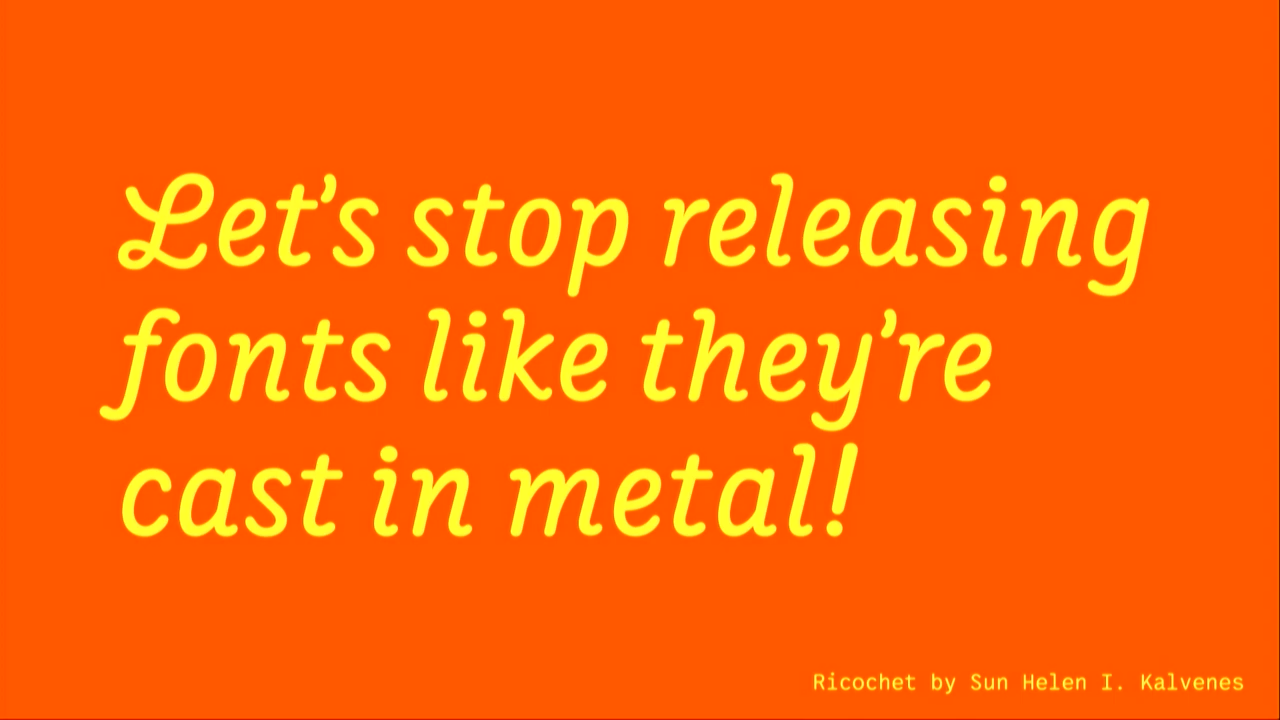 Let’s stop releasing
fonts like they’re
cast in metal!
Ricochet by Sun Helen I. Kalvenes